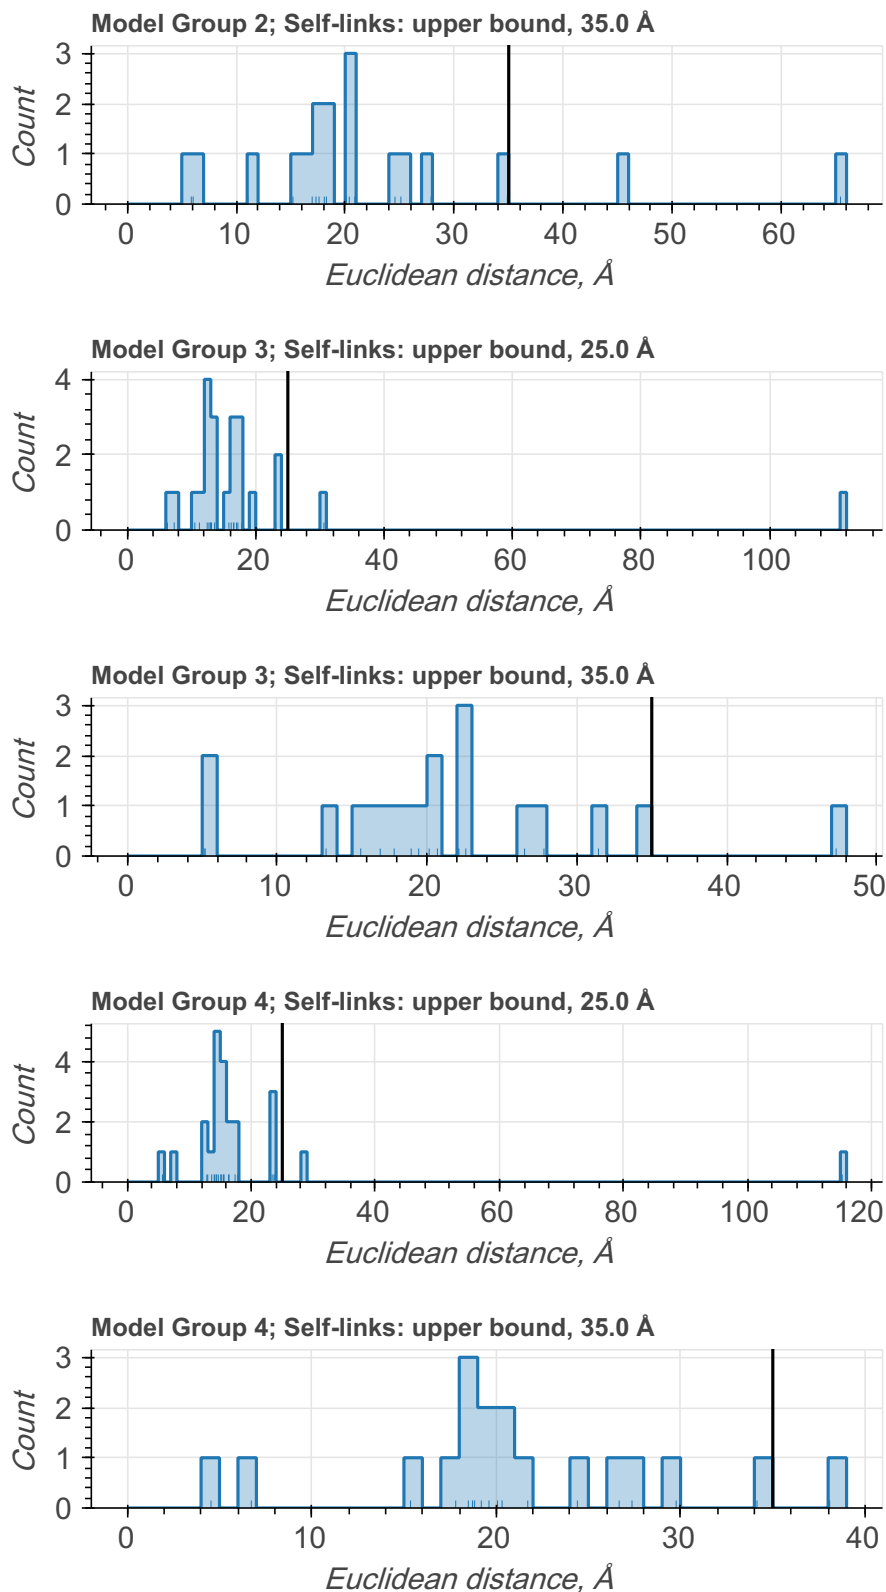 Model Group 2; Self-links: upper bound, 35.0 Å
3
2
1
0
Count
0 10 20 30 40 50 60
Euclidean distance, Å
Model Group 3; Self-links: upper bound, 25.0 Å
4
2
0
Count
0 20 40 60 80 100
Euclidean distance, Å
Model Group 3; Self-links: upper bound, 35.0 Å
3
2
1
0
Count
0 10 20 30 40 50
Euclidean distance, Å
Model Group 4; Self-links: upper bound, 25.0 Å
4
2
0
Count
0 20 40 60 80 100 120
Euclidean distance, Å
Model Group 4; Self-links: upper bound, 35.0 Å
3
2
1
0
Count
0 10 20 30 40
Euclidean distance, Å